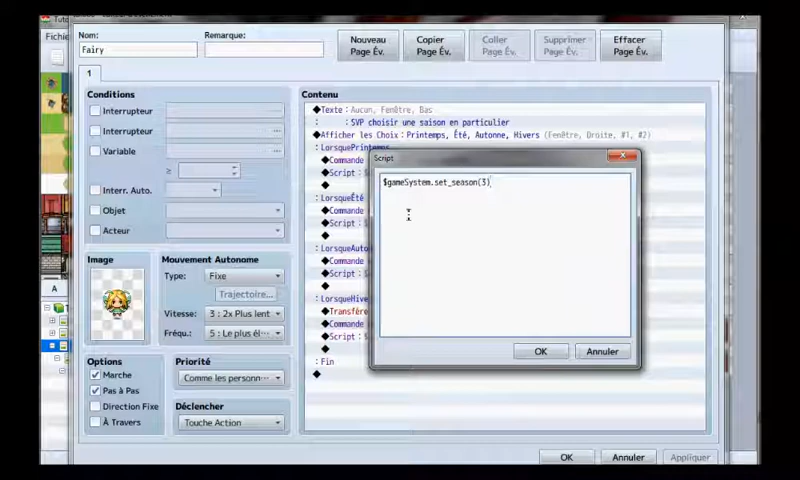 Tuto
Fichie
Nom:
Remarque:
Fairy
Nouveau
Page Év.
Copier
Page Év.
Coller
Page Év.
Supprimer
Page Év.
Effacer
Page Év.
1
Conditions
Interrupteur
Interrupteur
Variable
≥
Interr. Auto.
Objet
Acteur
Image
Mouvement Autonome
Type:
Fixe
Trajectoire...
Vitesse:
3 : 2x Plus lent
Fréqu.:
5 : Le plus él···
Options
Marche
Pas à Pas
Direction Fixe
À Travers
Priorité
Comme les personn···
Déclencher
Touche Action
Contenu
◆Texte : Aucun, Fenêtre, Bas
: : SVP choisir une saison en particulier
◆Afficher les Choix : Printemps, Été, Autonne, Hivers (Fenêtre, Droite, #1, #2)
: LorsquePrintemps
◆Commande
◆Script : $
◆
: LorsqueÉté
◆Commande
◆Script : $
◆
: LorsqueAuto
◆Commande
◆Script : $
◆
: LorsqueHive
◆Transfére
◆Commande
◆Script : $
◆
: Fin
◆
Script
$gameSystem.set_season(3)
OK
Annuler
A
OK
Annuler
Appliquer